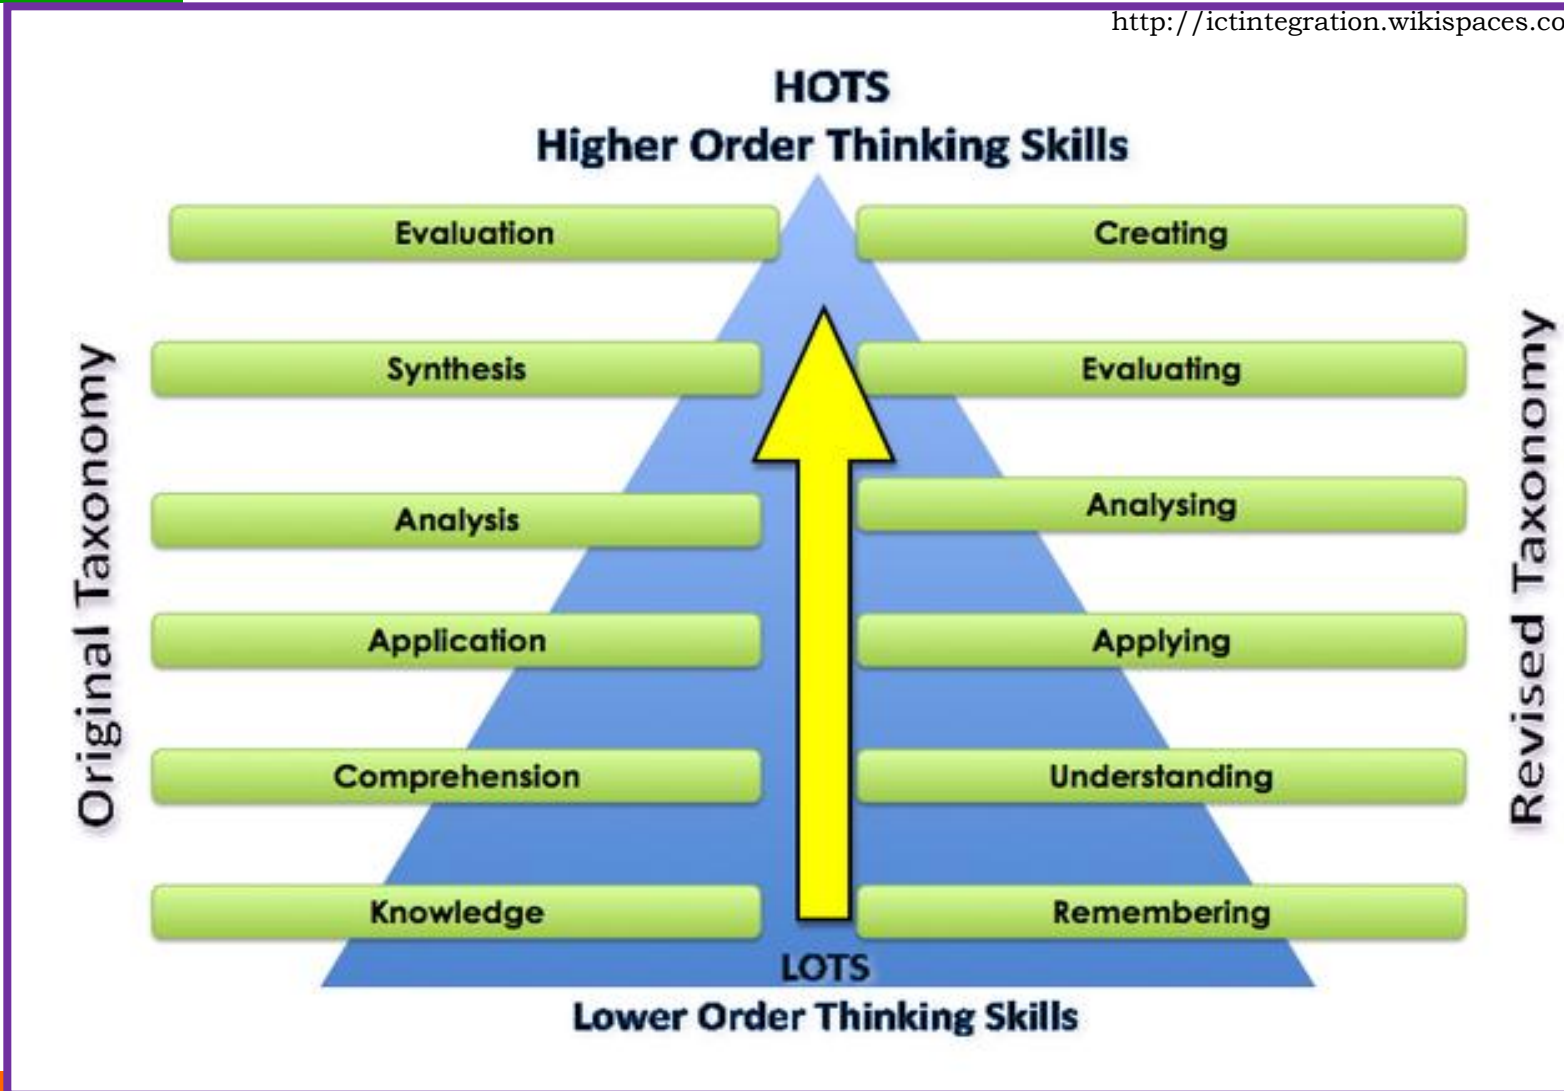 http://ictintegration.wikispaces.co
HOTS
Higher Order Thinking Skills
Original Taxonomy
Evaluation
Synthesis
Analysis
Application
Comprehension
Knowledge
Creating
Evaluating
Analysing
Applying
Understanding
Remembering
Revised Taxonomy
LOTS
Lower Order Thinking Skills